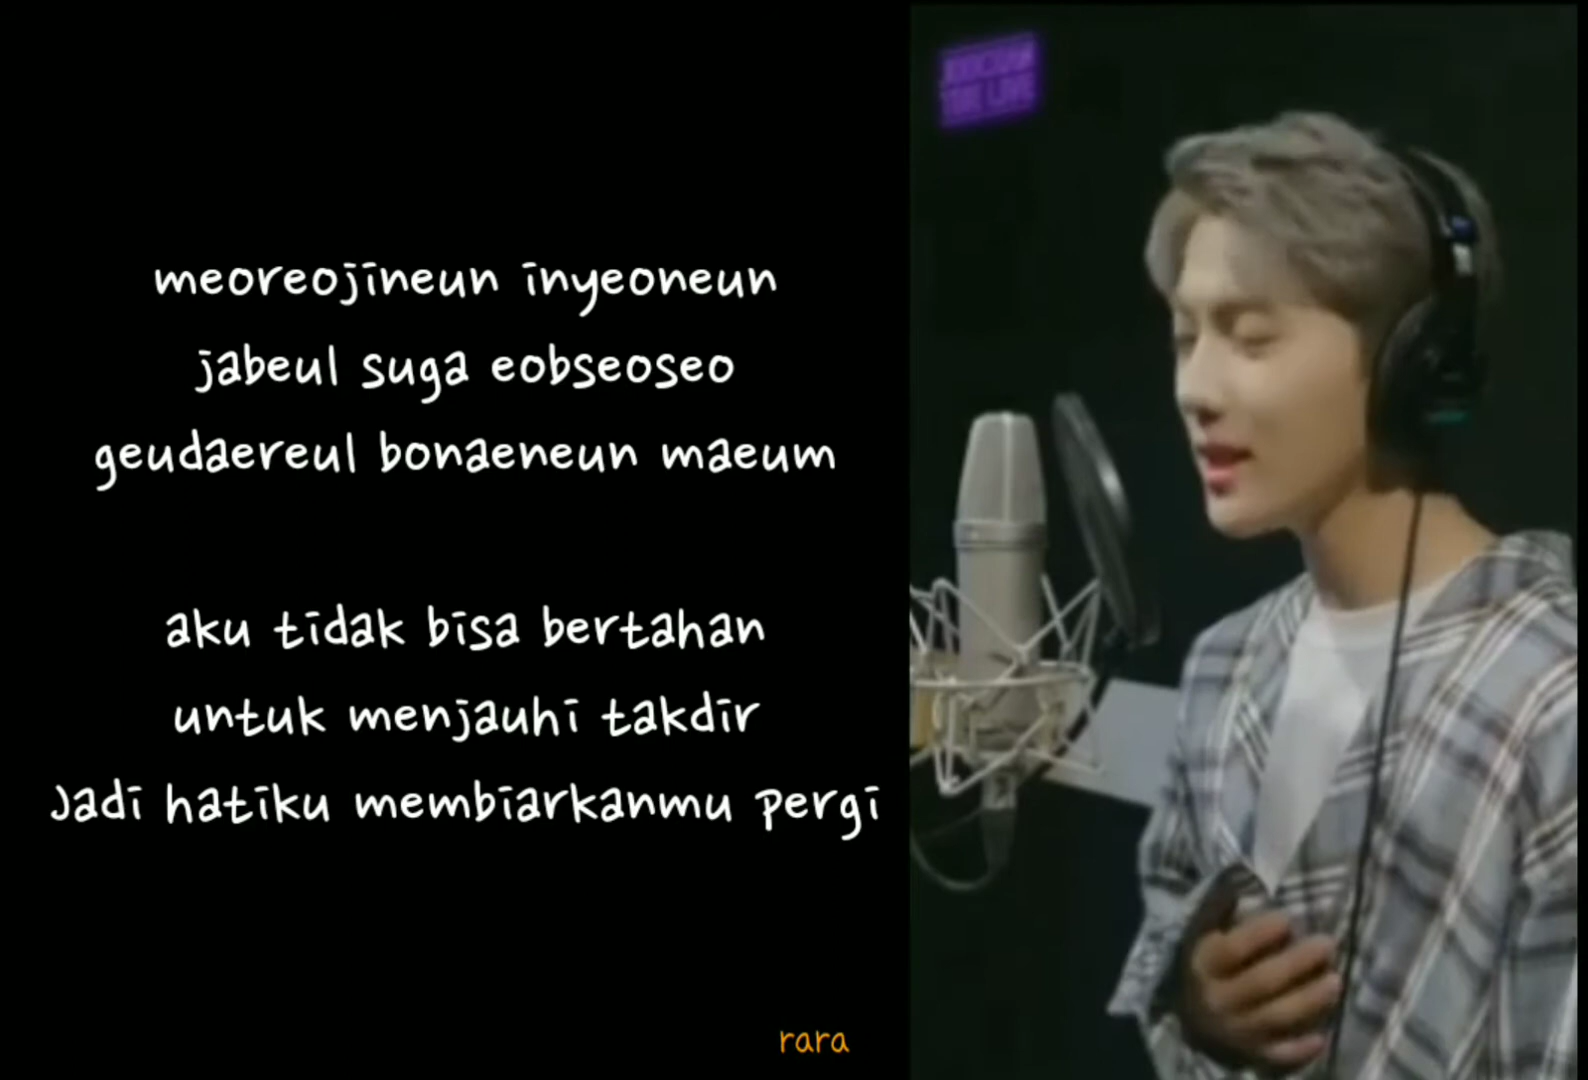 meoreojineun inyeoneun
jabeul suga eobseoseo
geudaereul bonaeneun maeum
aku tidak bisa bertahan
untuk menjauhi takdir
Jadi hatiku membiarkanmu pergi
rara
LIVE